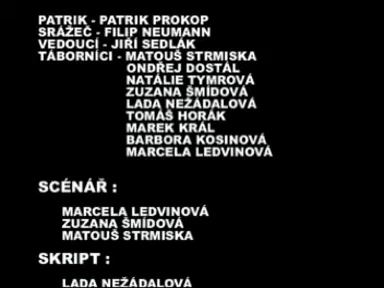 PATRIK - PATRIK PROKOP
SRÁŽEČ - FILIP NEUMANN
VEDOUCÍ - JIŘÍ SEDLÁK
TÁBORNÍCI - MATOUŠ STRMISKA
ONDŘEJ DOSTÁL
NATÁLIE TYMROVÁ
ZUZANA ŠMÍDOVÁ
LADA NEŽÁDALOVÁ
TOMÁŠ HORÁK
MAREK KRÁL
BARBORA KOSINOVÁ
MARCELA LEDVINOVÁ
SCÉNÁŘ :
MARCELA LEDVINOVÁ
ZUZANA ŠMÍDOVÁ
MATOUŠ STRMISKA
SKRIPT :
LADA NEŽÁDALOVÁ